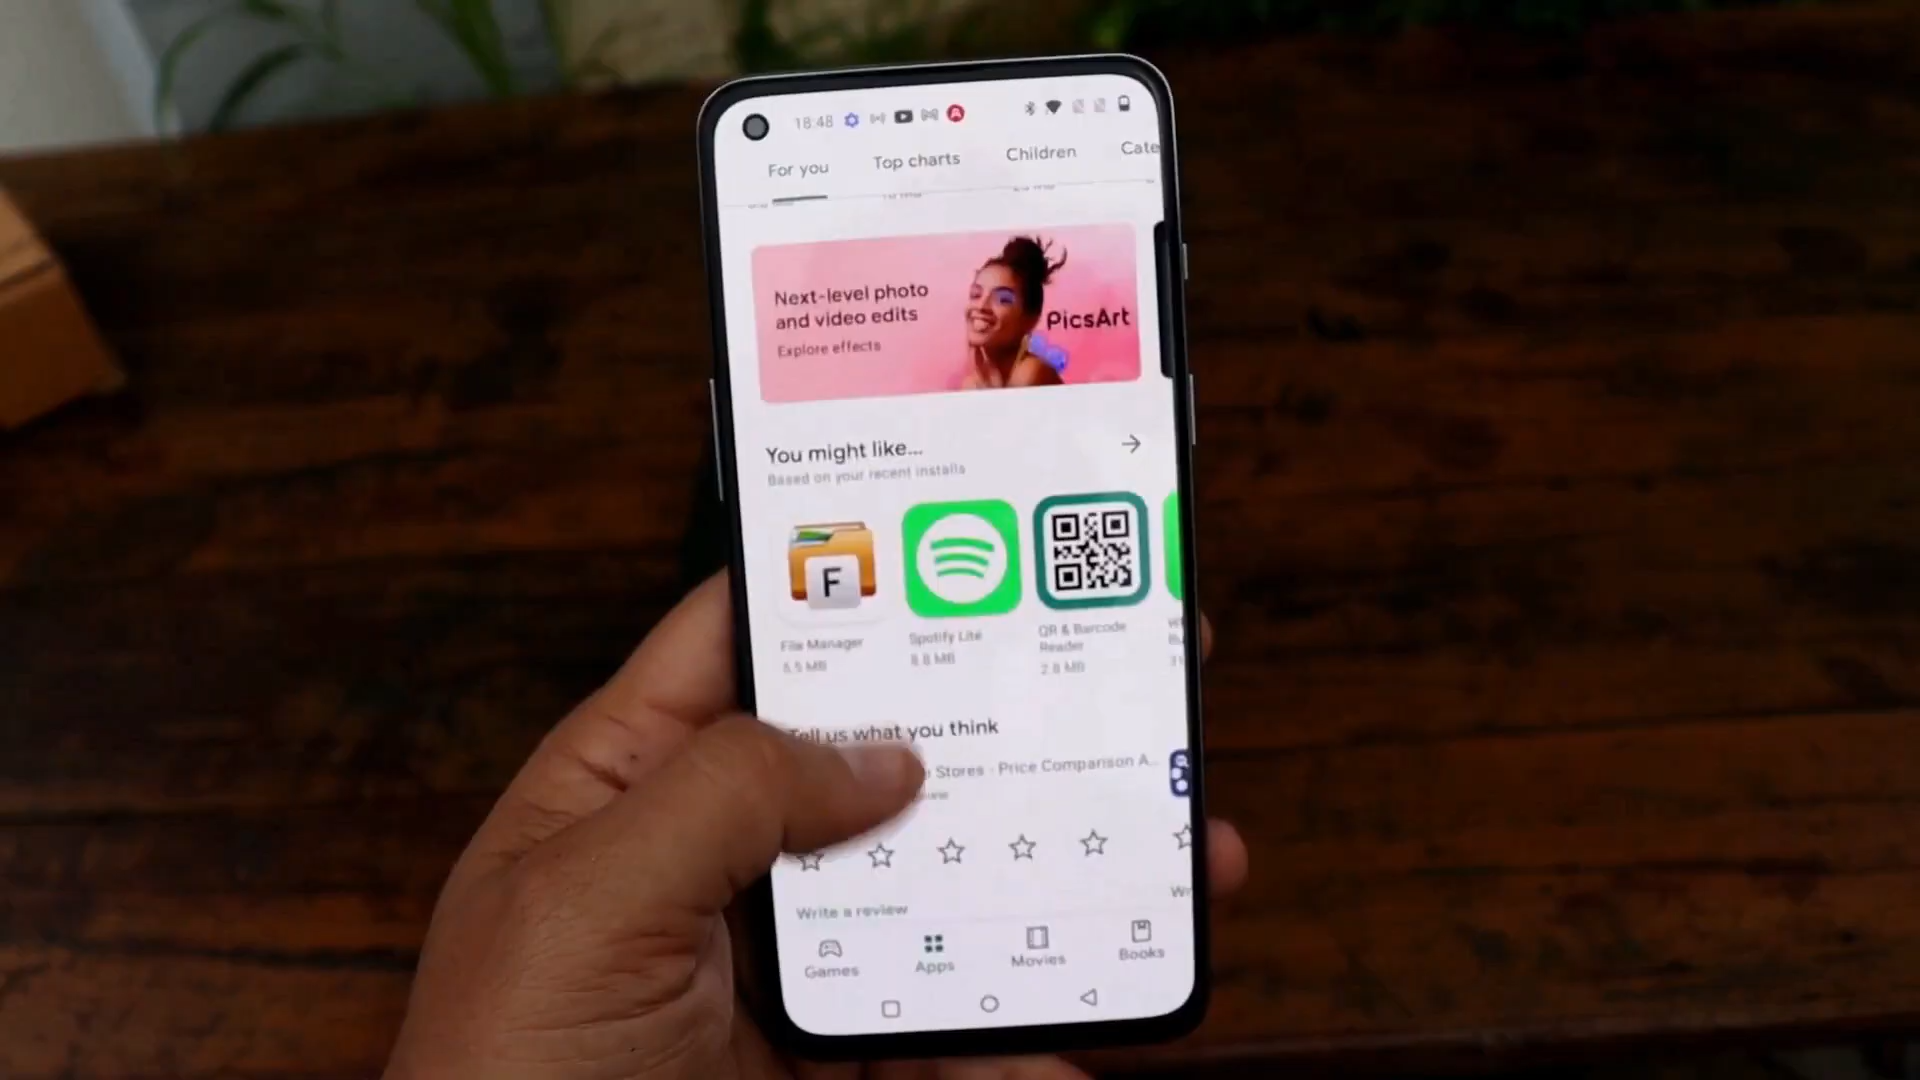 18:48
For you Top charts Children Cate
Next-level photo
and video edits
Explore effects
PicsArt
You might like...
Based on your recent installs
F
File Manager
6.5 MB
Spotify Lite
8.8 MB
QR & Barcode
Reader
2.8 MB
Tell us what you think
Stores - Price Comparison A...
Write a review
Games Apps Movies Books